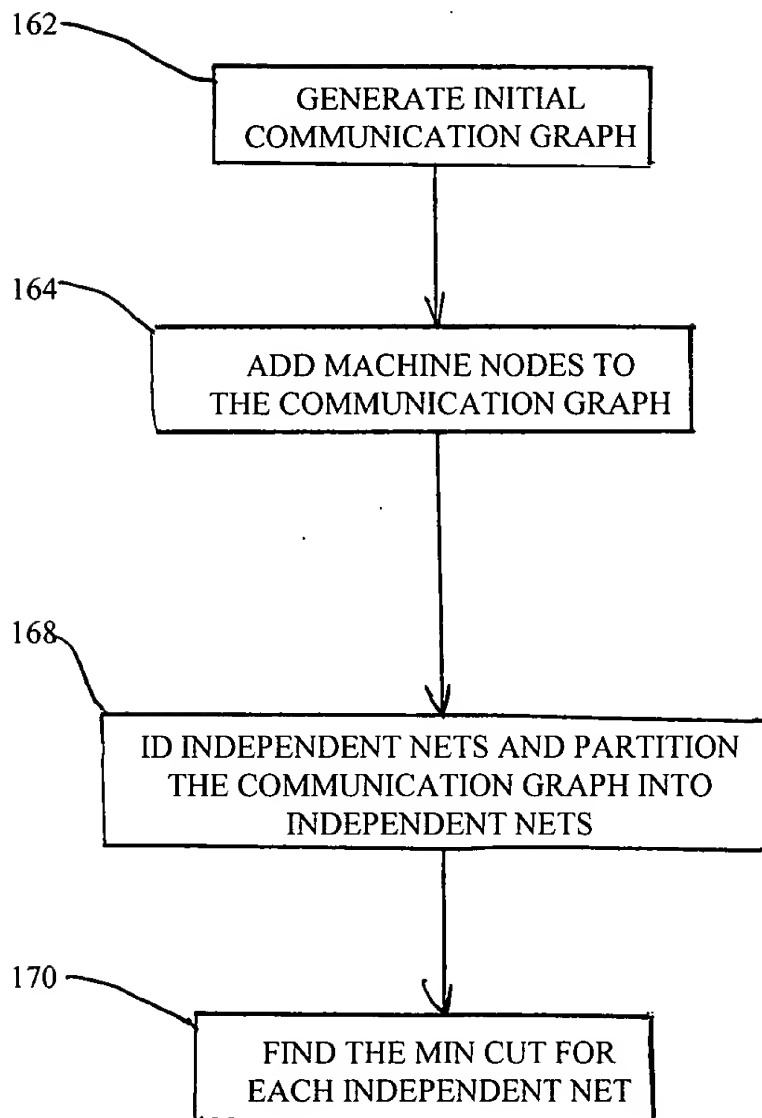 162
GENERATE INITIAL
COMMUNICATION GRAPH
164
ADD MACHINE NODES TO
THE COMMUNICATION GRAPH
168
ID INDEPENDENT NETS AND PARTITION
THE COMMUNICATION GRAPH INTO
INDEPENDENT NETS
170
FIND THE MIN CUT FOR
EACH INDEPENDENT NET